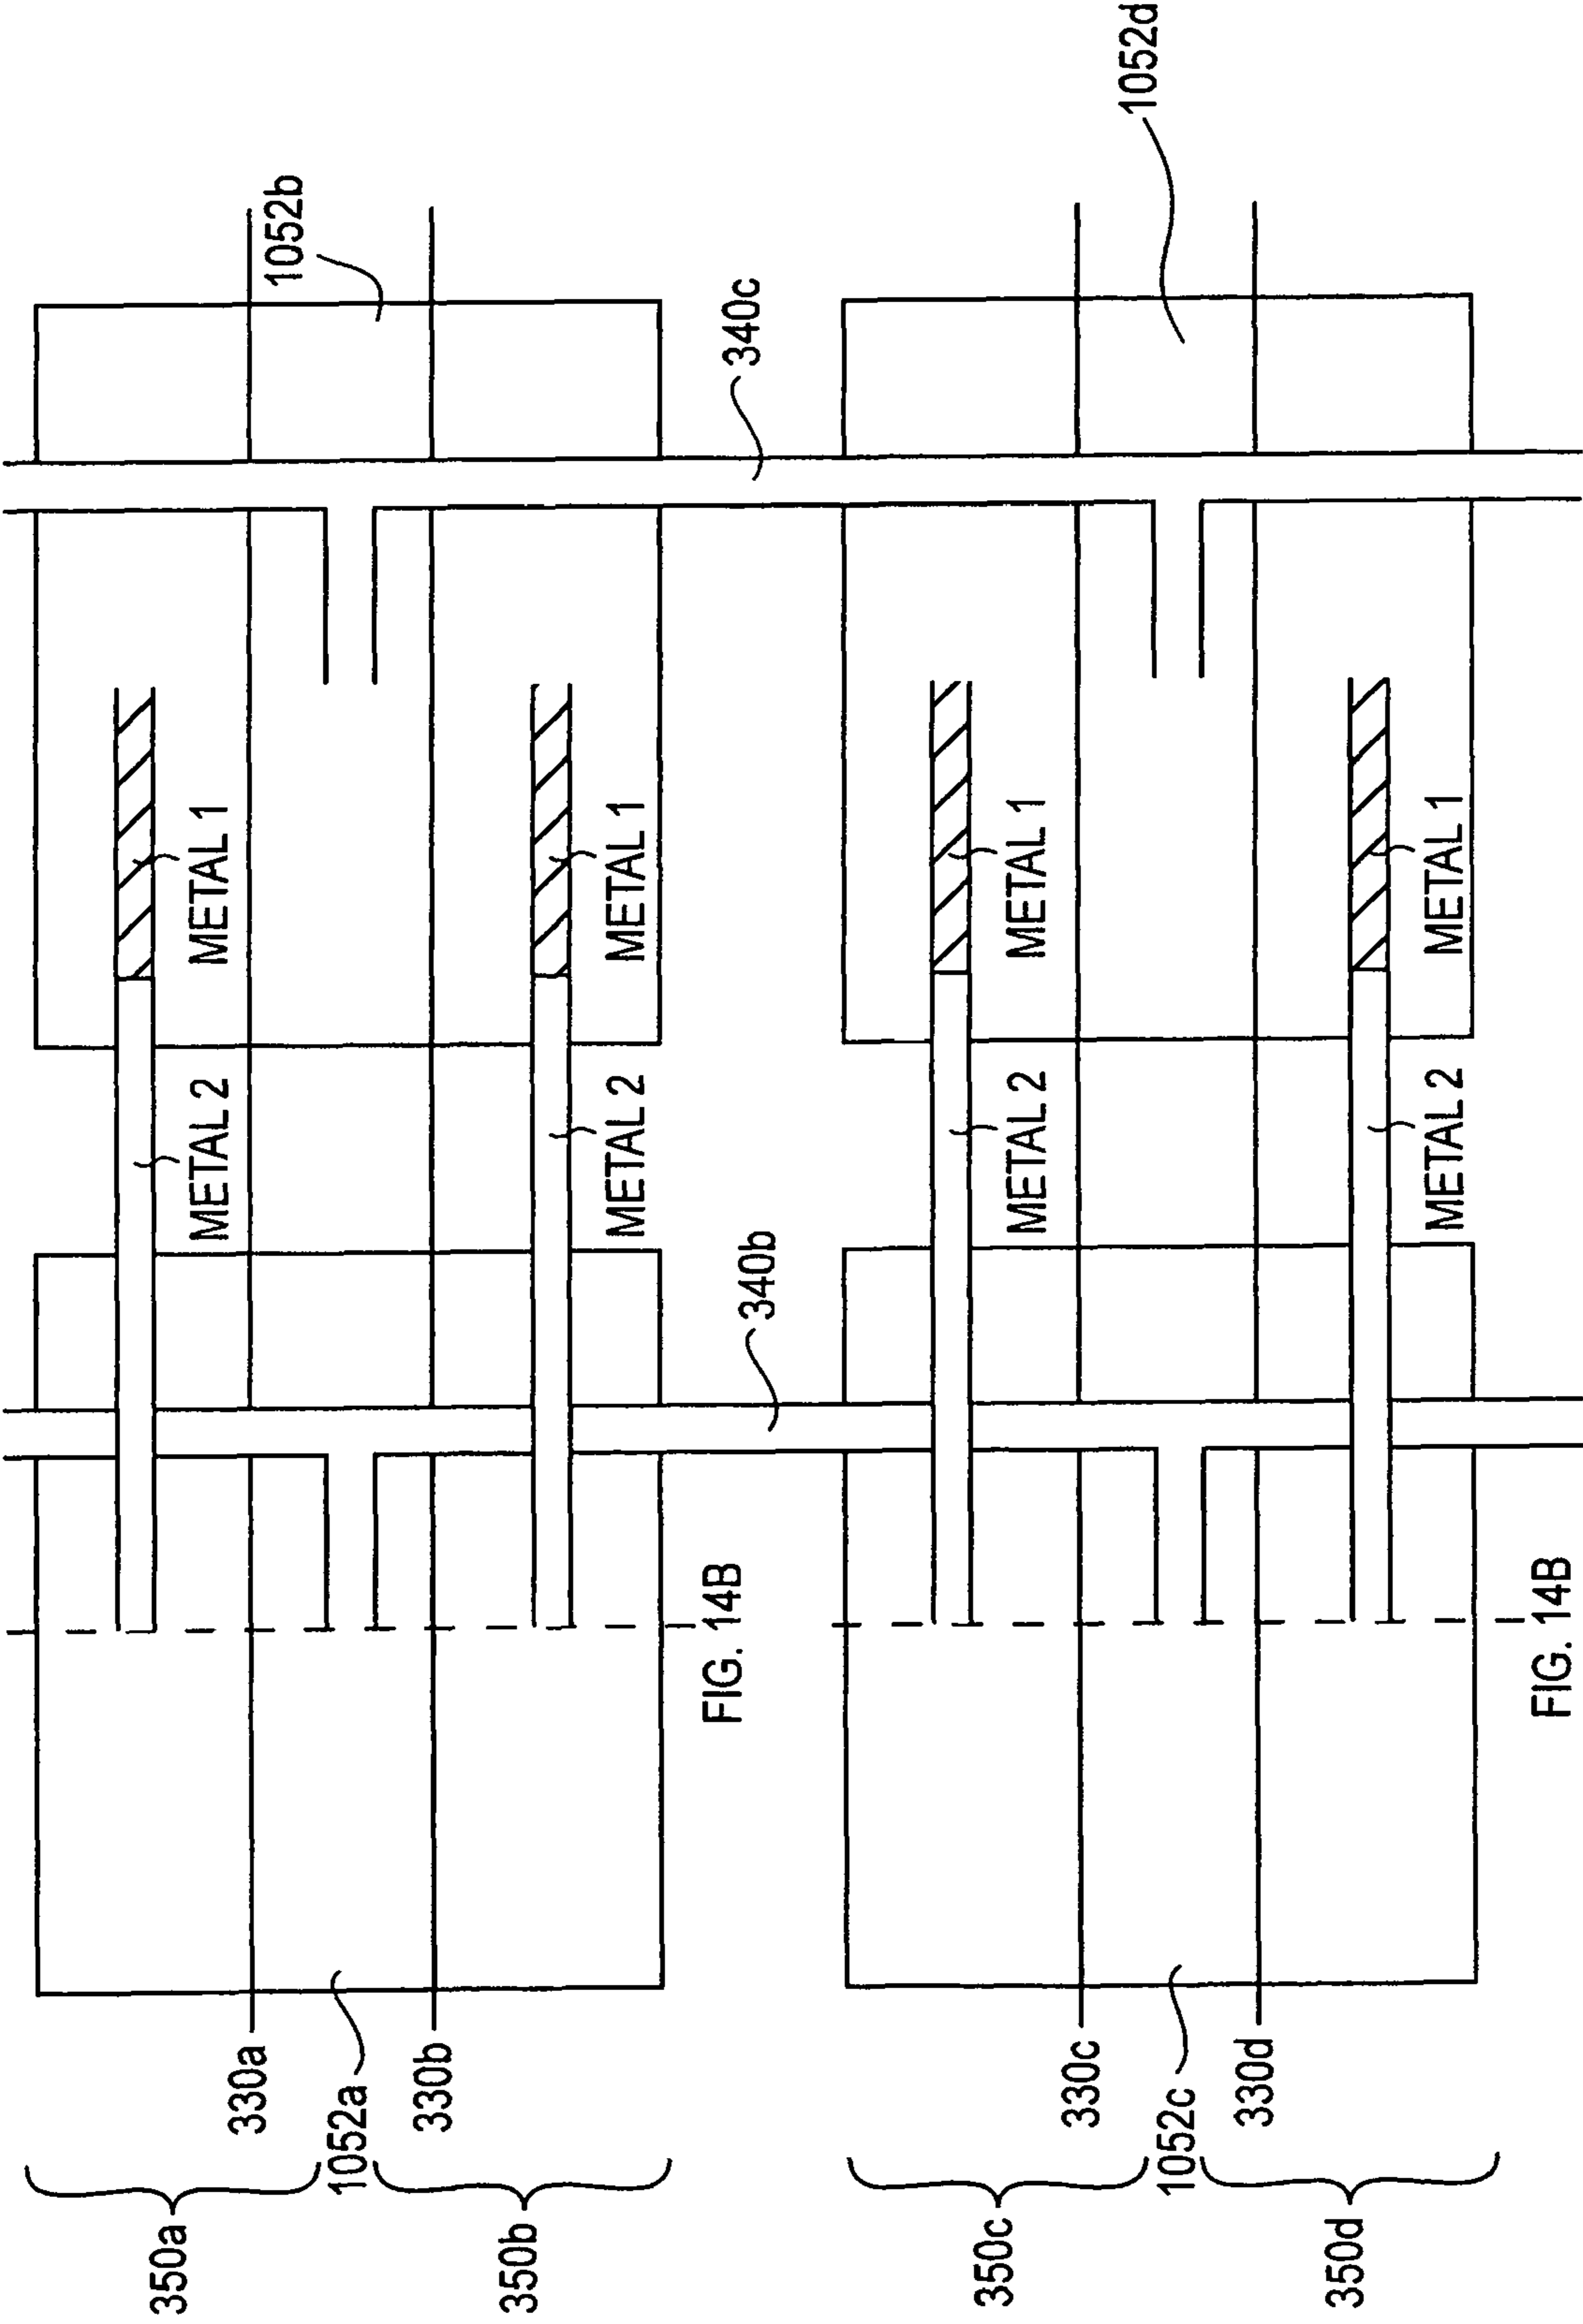 350a
330a
1052a
330b
350b
METAL 2
METAL 1
1052b
METAL 2
METAL 1
FIG. 14B
340b
340c
350c
330c
1052c
330d
350d
METAL 2
METAL 1
1052d
METAL 2
METAL 1
FIG. 14B